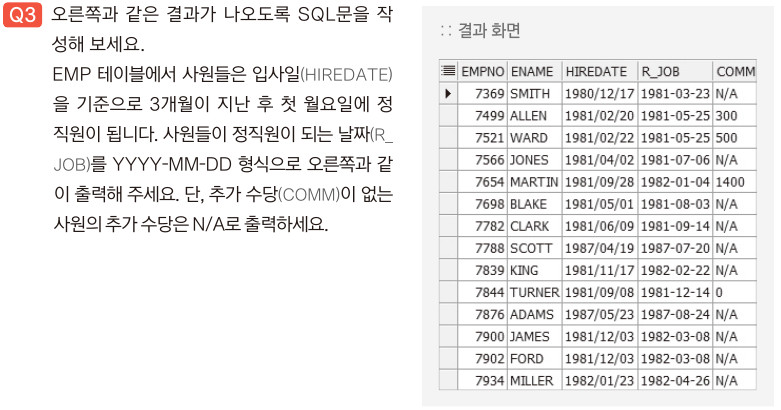 Q3 오른쪽과 같은 결과가 나오도록 SQL문을 작
성해 보세요.
EMP 테이블에서 사원들은 입사일(HIREDATE)
을 기준으로 3개월이 지난 후 첫 월요일에 정
직원이 됩니다. 사원들이 정직원이 되는 날짜(R_
JOB)를 YYYY-MM-DD 형식으로 오른쪽과 같
이 출력해 주세요. 단, 추가 수당(COMM)이 없는
사원의 추가 수당은 N/A로 출력하세요.
:: 결과 화면
EMPNO ENAME HIREDATE R_JOB COMM
7369 SMITH 1980/12/17 1981-03-23 N/A
7499 ALLEN 1981/02/20 1981-05-25 300
7521 WARD 1981/02/22 1981-05-25 500
7566 JONES 1981/04/02 1981-07-06 N/A
7654 MARTIN 1981/09/28 1982-01-04 1400
7698 BLAKE 1981/05/01 1981-08-03 N/A
7782 CLARK 1981/06/09 1981-09-14 N/A
7788 SCOTT 1987/04/19 1987-07-20 N/A
7839 KING 1981/11/17 1982-02-22 N/A
7844 TURNER 1981/09/08 1981-12-14 0
7876 ADAMS 1987/05/23 1987-08-24 N/A
7900 JAMES 1981/12/03 1982-03-08 N/A
7902 FORD 1981/12/03 1982-03-08 N/A
7934 MILLER 1982/01/23 1982-04-26 N/A